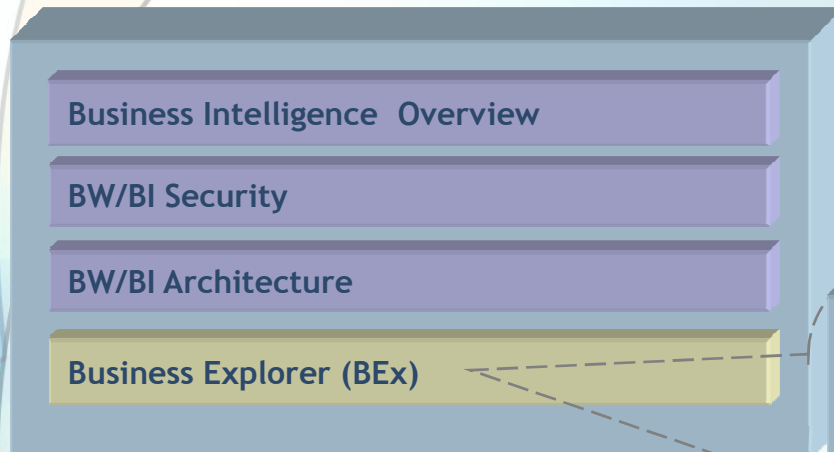 Business Intelligence  Overview
BW/BI Security
BW/BI Architecture
Business Explorer (BEx)